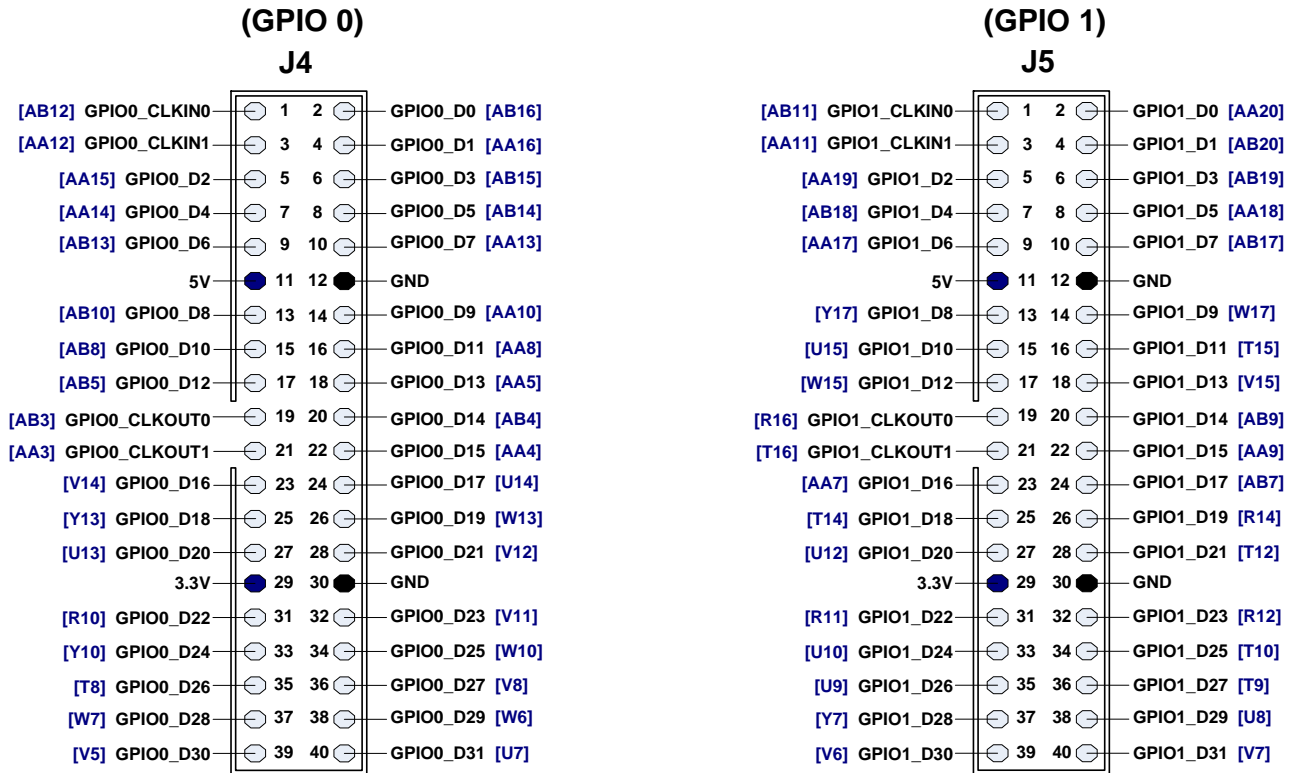 (GPIO 0) (GPIO 1)
J4 J5
[AB12] GPIO0_CLKIN0 1 2 GPIO0_D0 [AB16] [AB11] GPIO1_CLKIN0 1 2 GPIO1_D0 [AA20]
[AA12] GPIO0_CLKIN1 3 4 GPIO0_D1 [AA16] [AA11] GPIO1_CLKIN1 3 4 GPIO1_D1 [AB20]
[AA15] GPIO0_D2 5 6 GPIO0_D3 [AB15] [AA19] GPIO1_D2 5 6 GPIO1_D3 [AB19]
[AA14] GPIO0_D4 7 8 GPIO0_D5 [AB14] [AB18] GPIO1_D4 7 8 GPIO1_D5 [AA18]
[AB13] GPIO0_D6 9 10 GPIO0_D7 [AA13] [AA17] GPIO1_D6 9 10 GPIO1_D7 [AB17]
5V 11 12 GND 5V 11 12 GND
[AB10] GPIO0_D8 13 14 GPIO0_D9 [AA10] [Y17] GPIO1_D8 13 14 GPIO1_D9 [W17]
[AB8] GPIO0_D10 15 16 GPIO0_D11 [AA8] [U15] GPIO1_D10 15 16 GPIO1_D11 [T15]
[AB5] GPIO0_D12 17 18 GPIO0_D13 [AA5] [W15] GPIO1_D12 17 18 GPIO1_D13 [V15]
[AB3] GPIO0_CLKOUT0 19 20 GPIO0_D14 [AB4] [R16] GPIO1_CLKOUT0 19 20 GPIO1_D14 [AB9]
[AA3] GPIO0_CLKOUT1 21 22 GPIO0_D15 [AA4] [T16] GPIO1_CLKOUT1 21 22 GPIO1_D15 [AA9]
[V14] GPIO0_D16 23 24 GPIO0_D17 [U14] [AA7] GPIO1_D16 23 24 GPIO1_D17 [AB7]
[Y13] GPIO0_D18 25 26 GPIO0_D19 [W13] [T14] GPIO1_D18 25 26 GPIO1_D19 [R14]
[U13] GPIO0_D20 27 28 GPIO0_D21 [V12] [U12] GPIO1_D20 27 28 GPIO1_D21 [T12]
3.3V 29 30 GND 3.3V 29 30 GND
[R10] GPIO0_D22 31 32 GPIO0_D23 [V11] [R11] GPIO1_D22 31 32 GPIO1_D23 [R12]
[Y10] GPIO0_D24 33 34 GPIO0_D25 [W10] [U10] GPIO1_D24 33 34 GPIO1_D25 [T10]
[T8] GPIO0_D26 35 36 GPIO0_D27 [V8] [U9] GPIO1_D26 35 36 GPIO1_D27 [T9]
[W7] GPIO0_D28 37 38 GPIO0_D29 [W6] [Y7] GPIO1_D28 37 38 GPIO1_D29 [U8]
[V5] GPIO0_D30 39 40 GPIO0_D31 [U7] [V6] GPIO1_D30 39 40 GPIO1_D31 [V7]